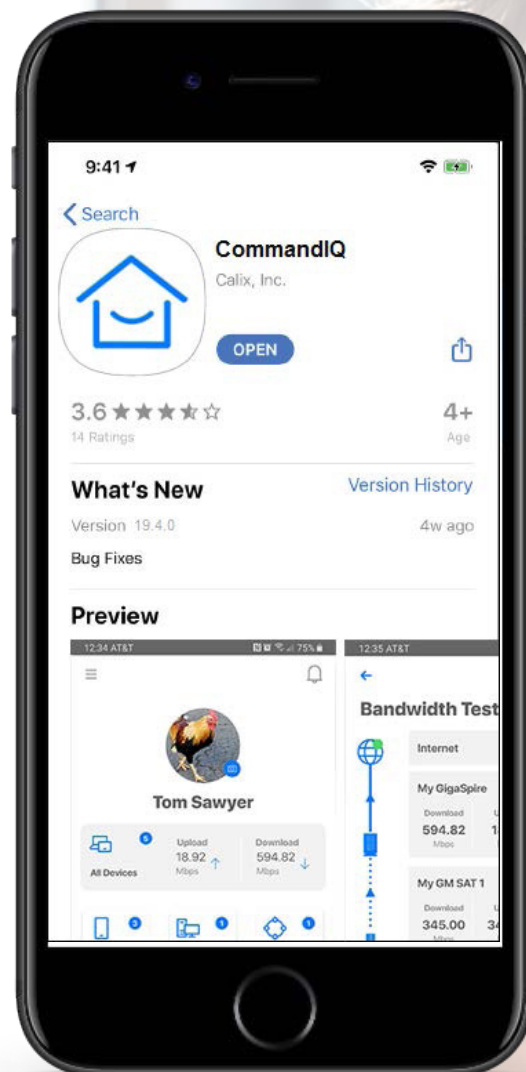 9:41
Search
CommandIQ
Calix, Inc.
OPEN
3.6
4+
14 Ratings
Age
What's New
Version History
Version 19.4.0
4w ago
Bug Fixes
Preview
12:34 AT&T
75%
12:35 AT&T
Bandwidth Test
Internet
Tom Sawyer
My GigaSpire
Download
594.82
Mbps
5
All Devices
Upload
18.92
Mbps
Download
594.82
Mbps
My GM SAT 1
Download
345.00
Mbps
3
1
1